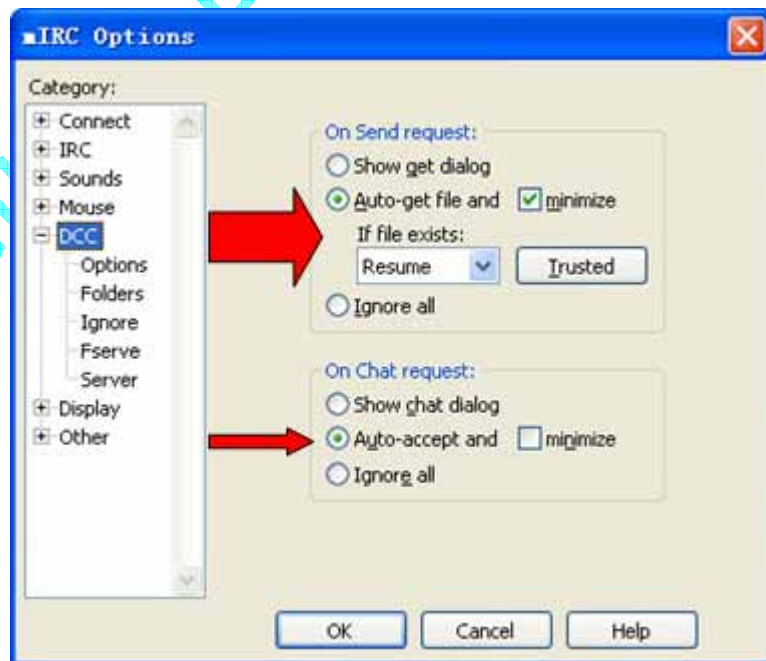 mIRC Options
Category:
Connect
IRC
Sounds
Mouse
DCC
Options
Folders
Ignore
Fserve
Server
Display
Other
On Send request:
Show get dialog
Auto-get file and minimize
If file exists:
Resume Trusted
Ignore all
On Chat request:
Show chat dialog
Auto-accept and minimize
Ignore all
OK Cancel Help